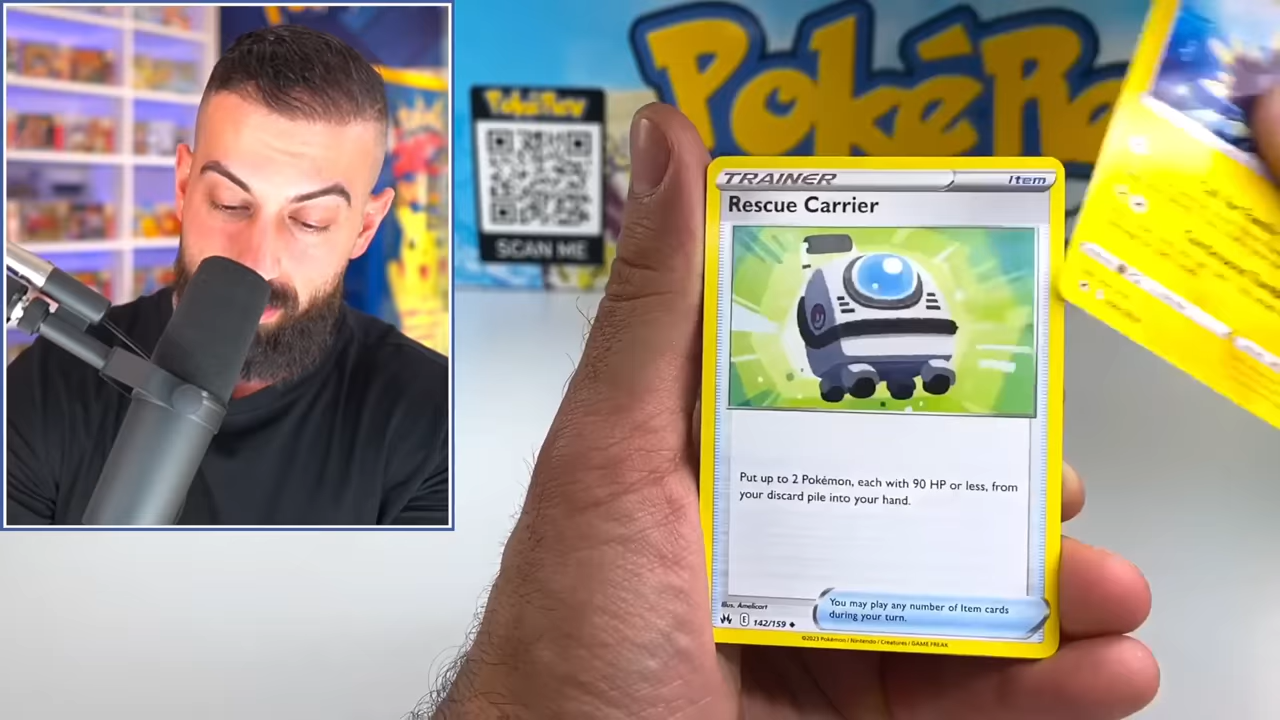 PokéRev
SCAN ME
PokéRe
TRAINER
Item
Rescue Carrier
Put up to 2 Pokémon, each with 90 HP or less, from
your discard pile into your hand.
Illus. Amelicart
E 142/159
You may play any number of Item cards
during your turn.
©2023 Pokémon / Nintendo / Creatures / GAME FREAK